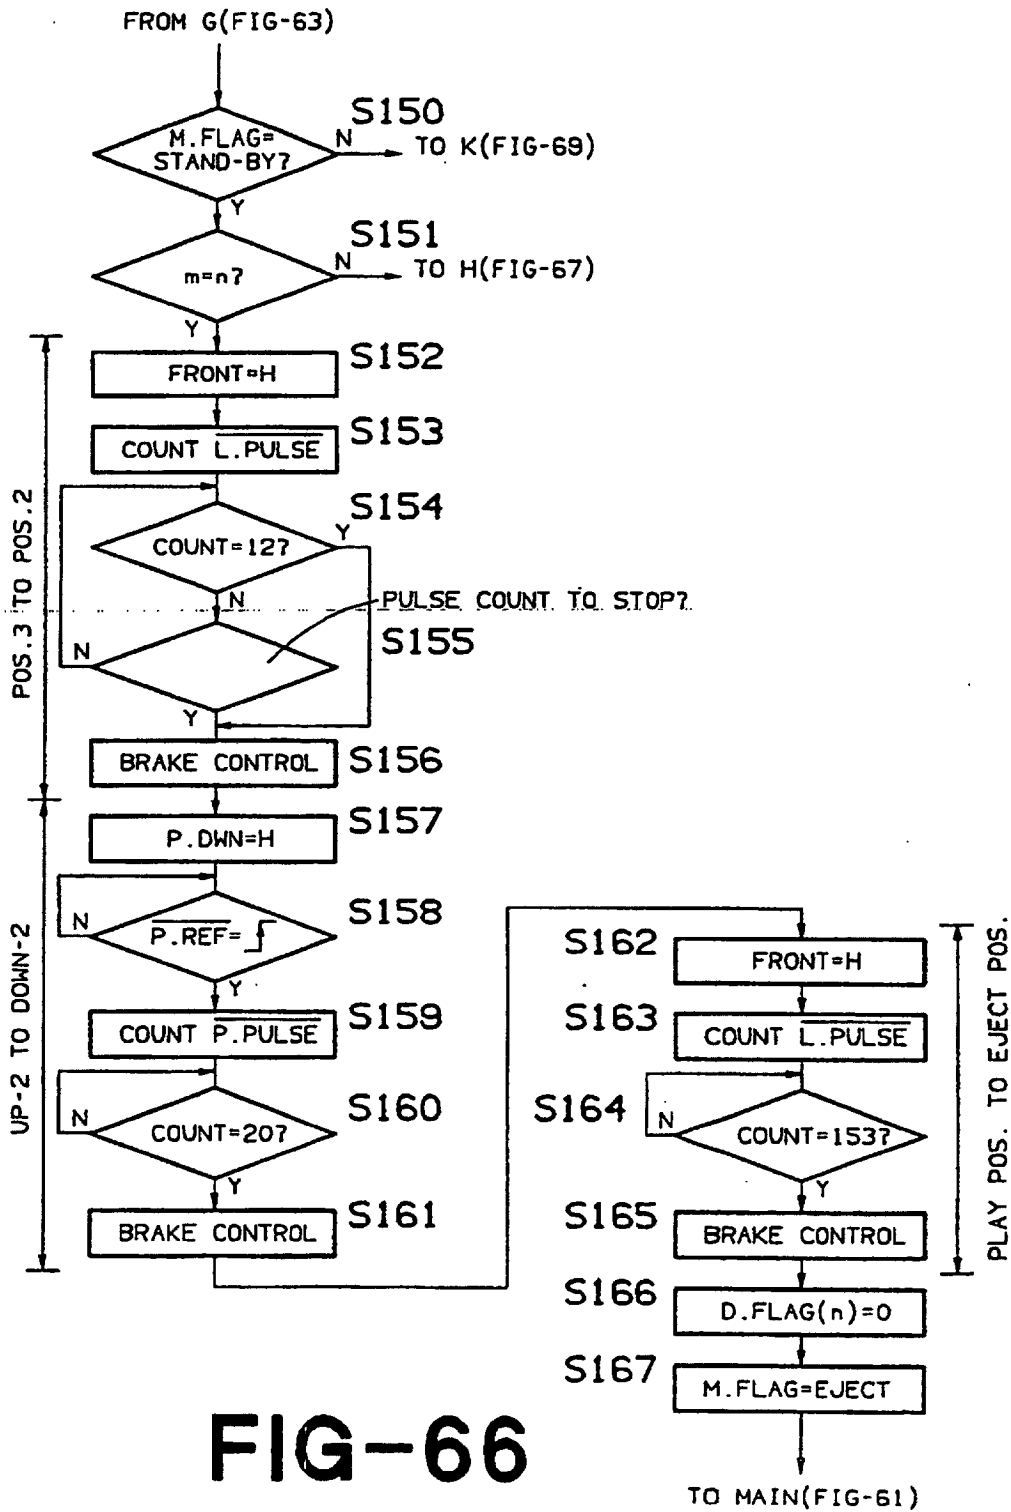 FROM G(FIG-63)
S150
M.FLAG=
STAND-BY?
N
TO K(FIG-69)
Y
S151
m=n?
N
TO H(FIG-67)
Y
POS.3 TO POS.2
S152
FRONT=H
S153
COUNT L.PULSE
S154
COUNT=12?
Y
N
PULSE COUNT TO STOP?
S155
N
Y
BRAKE CONTROL
S156
UP-2 TO DOWN-2
S157
P.DWN=H
S158
P.REF=
N
Y
S159
COUNT P.PULSE
S160
COUNT=20?
N
Y
S161
BRAKE CONTROL
PLAY POS. TO EJECT POS.
S162
FRONT=H
S163
COUNT L.PULSE
S164
COUNT=153?
N
Y
S165
BRAKE CONTROL
S166
D.FLAG(n)=0
S167
M.FLAG=EJECT
TO MAIN(FIG-61)
FIG-66